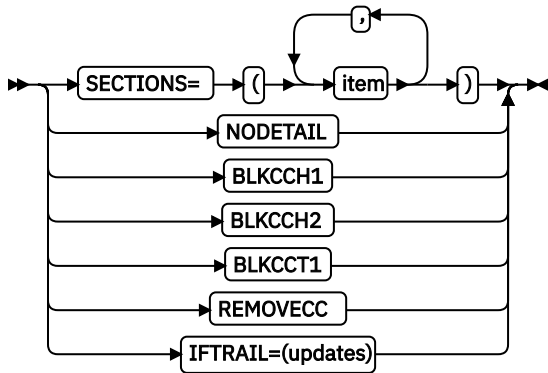 ,
SECTIONS= ( item )
NODETAIL
BLKCCH1
BLKCCH2
BLKCCT1
REMOVECC
IFTRAIL=(updates)